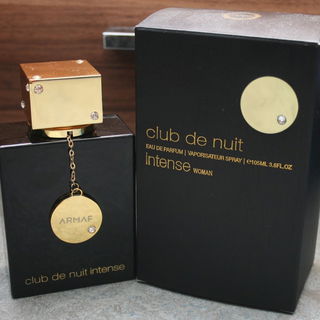 club de nuit
EAU DE PARFUM | VAPORISATEUR SPRAY | ℮105ML 3.6FL.OZ
Intense WOMAN
ARMAF
club de nuit intense